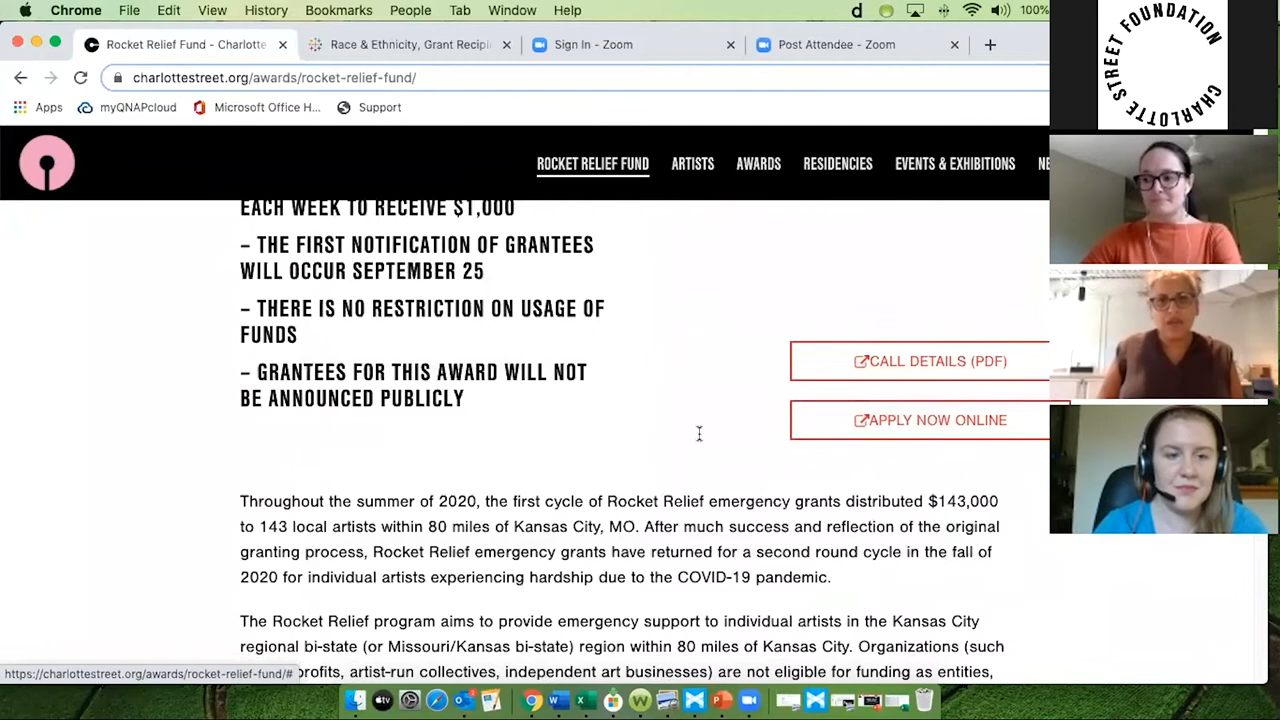 Chrome File Edit View History Bookmarks People Tab Window Help d 100%
Rocket Relief Fund - Charlotte Race & Ethnicity, Grant Recipi Sign In - Zoom Post Attendee - Zoom
charlottestreet.org/awards/rocket-relief-fund/
Apps myQNAPcloud Microsoft Office H... Support
CHARLOTTE STREET FOUNDATION
ROCKET RELIEF FUND ARTISTS AWARDS RESIDENCIES EVENTS & EXHIBITIONS NE
EACH WEEK TO RECEIVE $1,000
– THE FIRST NOTIFICATION OF GRANTEES
WILL OCCUR SEPTEMBER 25
– THERE IS NO RESTRICTION ON USAGE OF
FUNDS
– GRANTEES FOR THIS AWARD WILL NOT
BE ANNOUNCED PUBLICLY
CALL DETAILS (PDF)
APPLY NOW ONLINE
Throughout the summer of 2020, the first cycle of Rocket Relief emergency grants distributed $143,000
to 143 local artists within 80 miles of Kansas City, MO. After much success and reflection of the original
granting process, Rocket Relief emergency grants have returned for a second round cycle in the fall of
2020 for individual artists experiencing hardship due to the COVID-19 pandemic.
The Rocket Relief program aims to provide emergency support to individual artists in the Kansas City
regional bi-state (or Missouri/Kansas bi-state) region within 80 miles of Kansas City. Organizations (such
profits, artist-run collectives, independent art businesses) are not eligible for funding as entities,
https://charlottestreet.org/awards/rocket-relief-fund/#